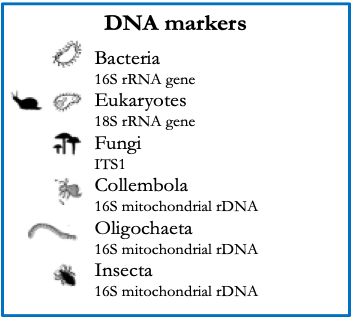 DNA markers
Bacteria
16S rRNA gene
Eukaryotes
18S rRNA gene
Fungi
ITS1
Collembola
16S mitochondrial rDNA
Oligochaeta
16S mitochondrial rDNA
Insecta
16S mitochondrial rDNA